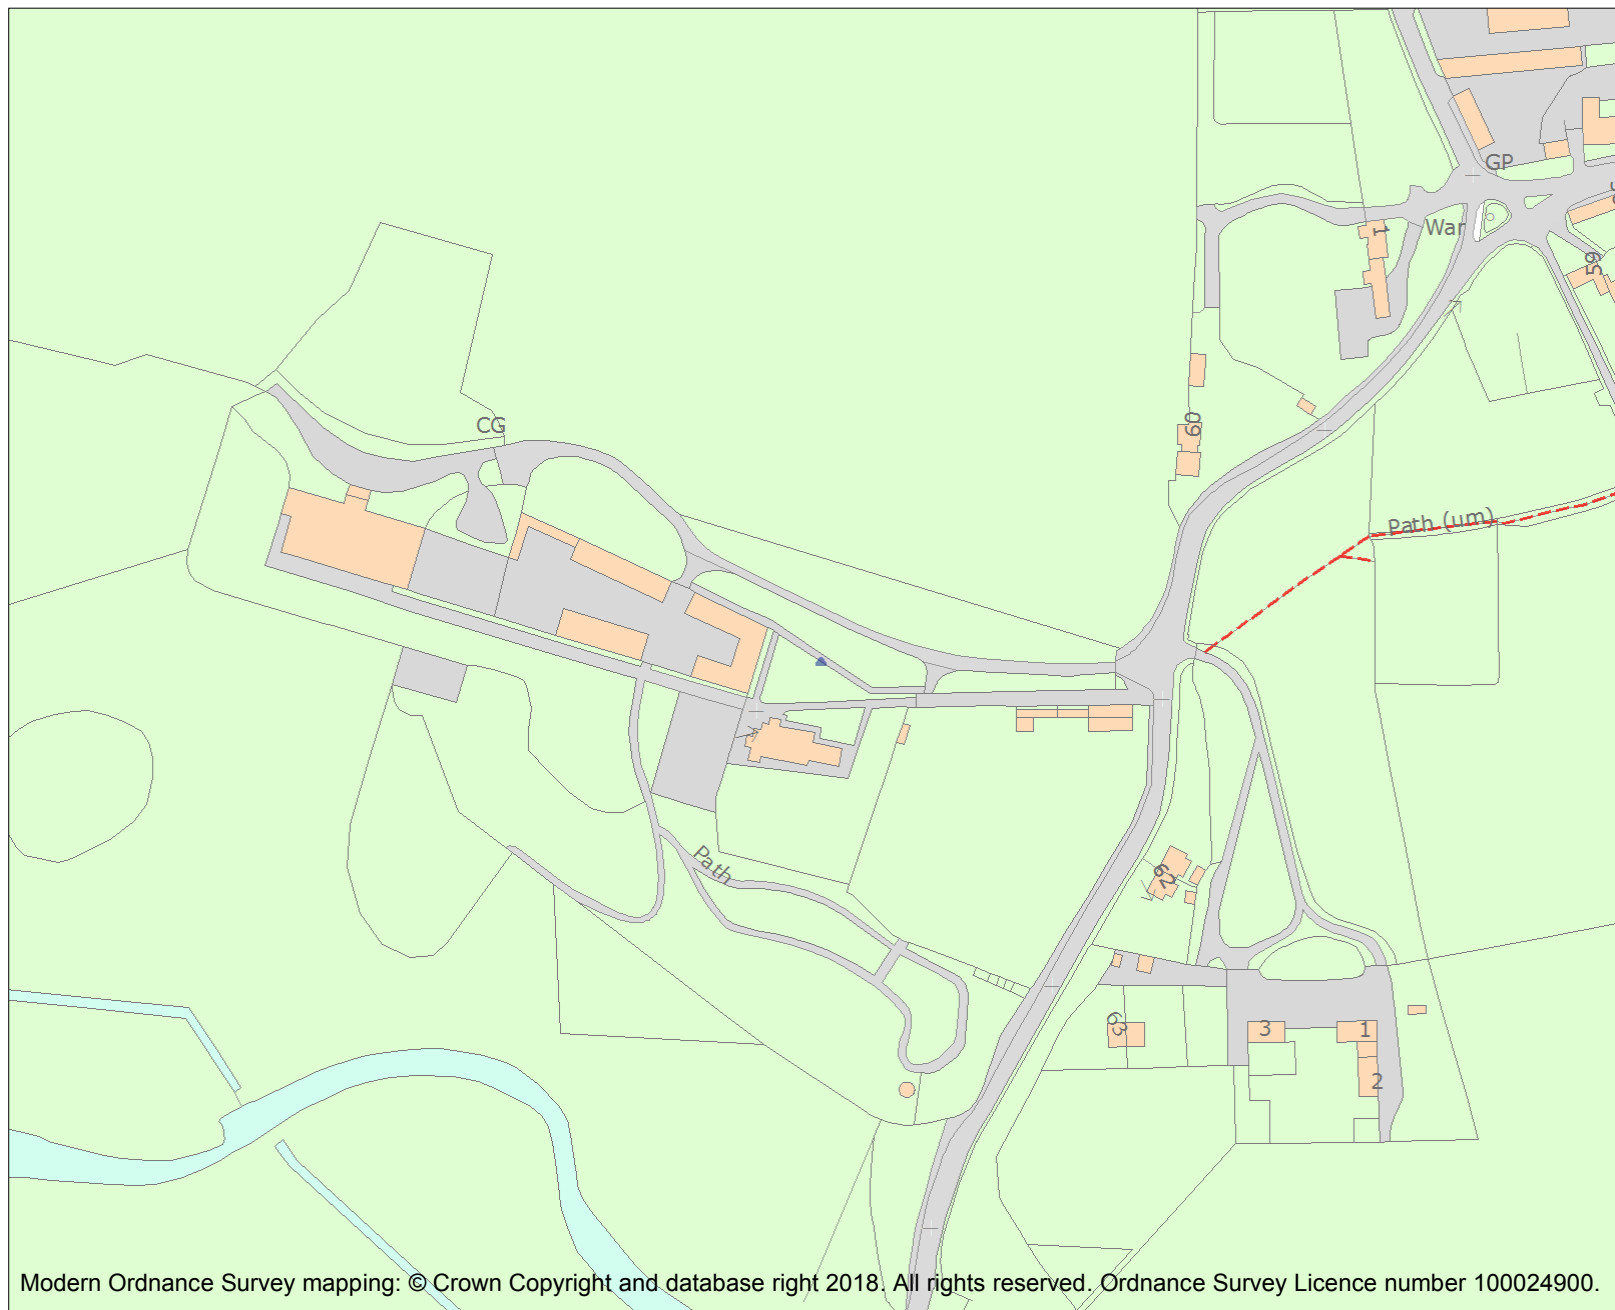 GP
War
1
59
CG
60
Path (um)
Path
62
63
3
1
2
Modern Ordnance Survey mapping: © Crown Copyright and database right 2018. All rights reserved. Ordnance Survey Licence number 100024900.